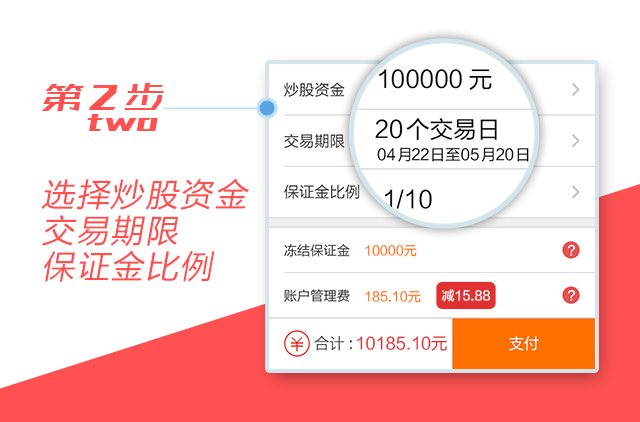 第2步
two
选择炒股资金
交易期限
保证金比例
炒股资金 100000 元
交易期限 20个交易日
04月22日至05月20日
保证金比例 1/10
冻结保证金 10000元 ?
账户管理费 185.10元 减15.88 ?
¥ 合计:10185.10元 支付